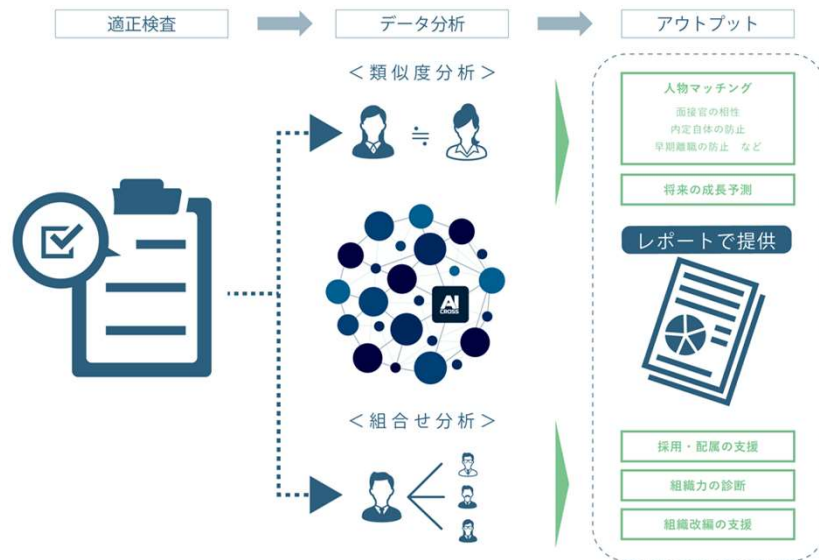 適正検査
データ分析
アウトプット
＜類似度分析＞
≒
人物マッチング
面接官の相性
内定自体の防止
早期離職の防止　など
将来の成長予測
レポートで提供
AI
CROSS
＜組合せ分析＞
採用・配属の支援
組織力の診断
組織改編の支援